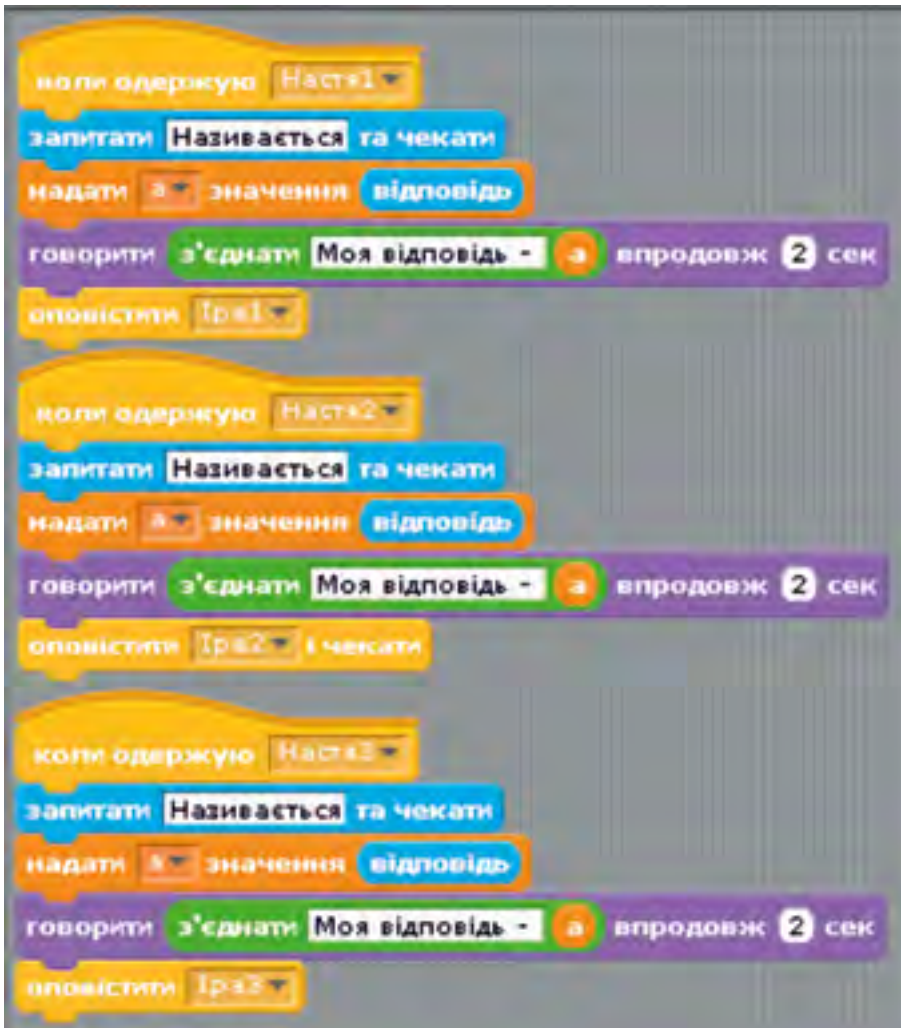 коли одержую Настя1
запитати Називається та чекати
надати a значення відповідь
говорити з'єднати Моя відповідь - a впродовж 2 сек
оповістити Іра1
коли одержую Настя2
запитати Називається та чекати
надати a значення відповідь
говорити з'єднати Моя відповідь - a впродовж 2 сек
оповістити Іра2 і чекати
коли одержую Настя3
запитати Називається та чекати
надати a значення відповідь
говорити з'єднати Моя відповідь - a впродовж 2 сек
оповістити Іра3